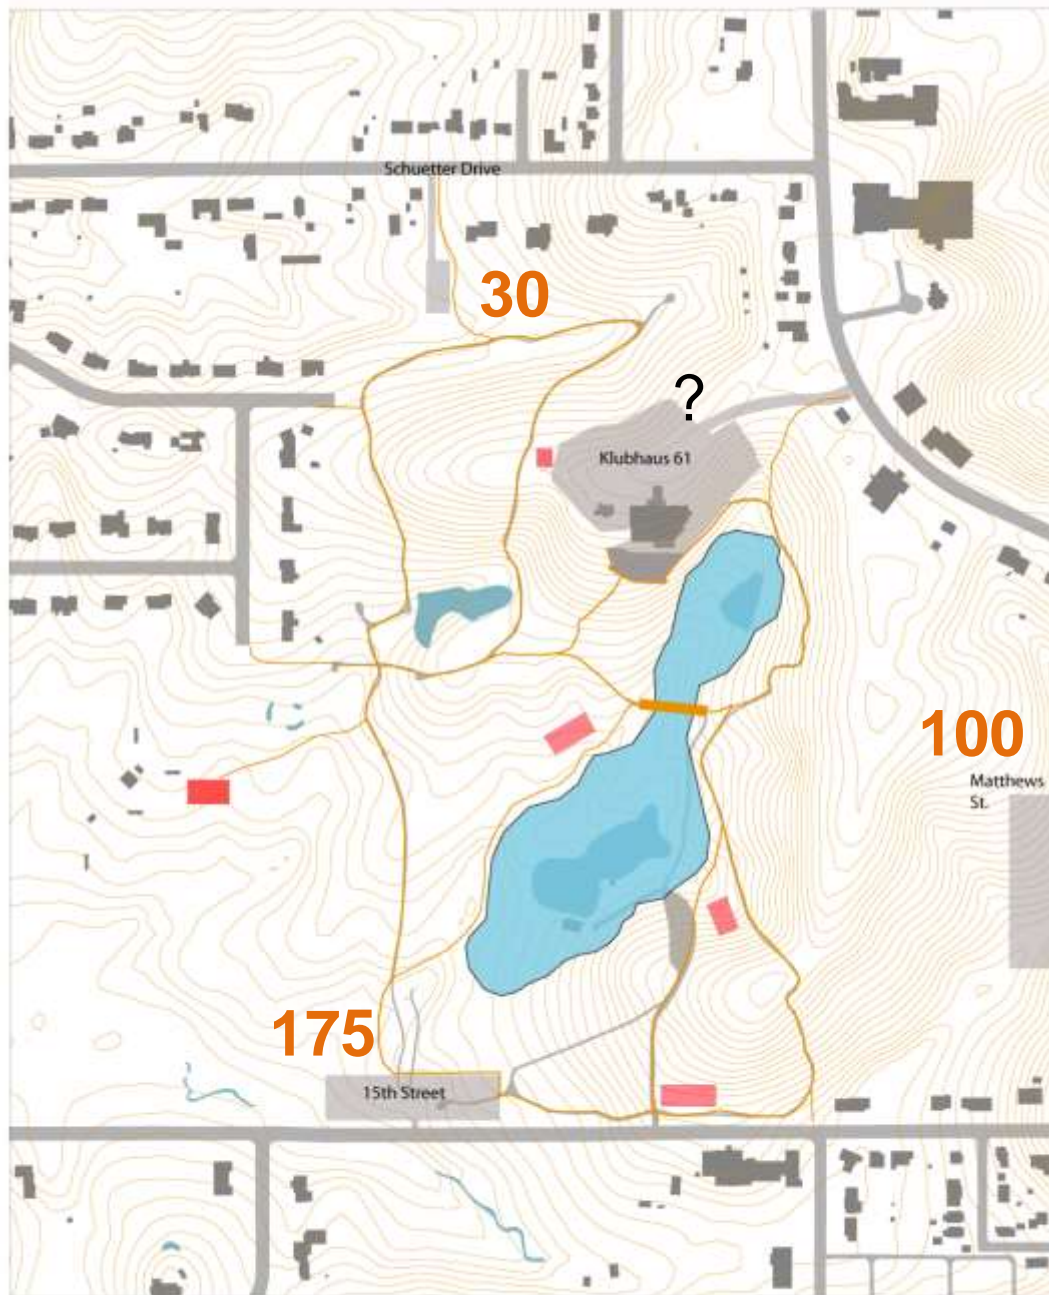 Schuetter Drive
30
?
Klubhaus 61
100
Matthews
St.
175
15th Street